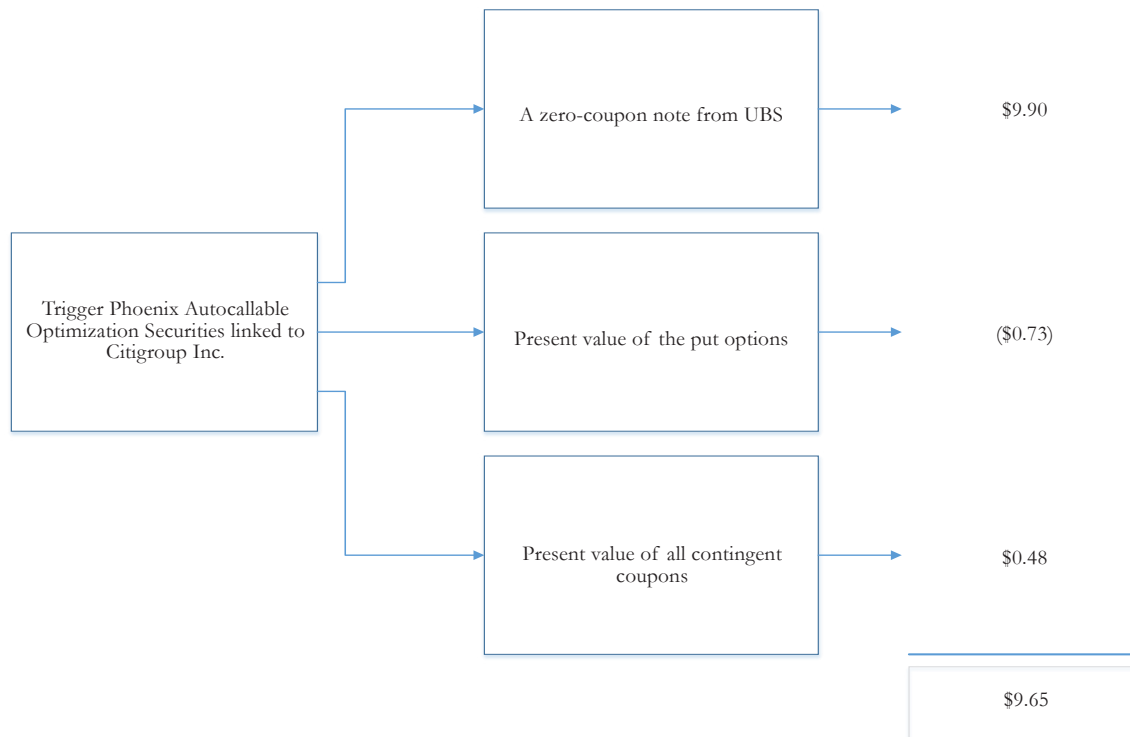 A zero-coupon note from UBS
$9.90
Trigger Phoenix Autocallable
Optimization Securities linked to
Citigroup Inc.
Present value of the put options
($0.73)
Present value of all contingent
coupons
$0.48
$9.65